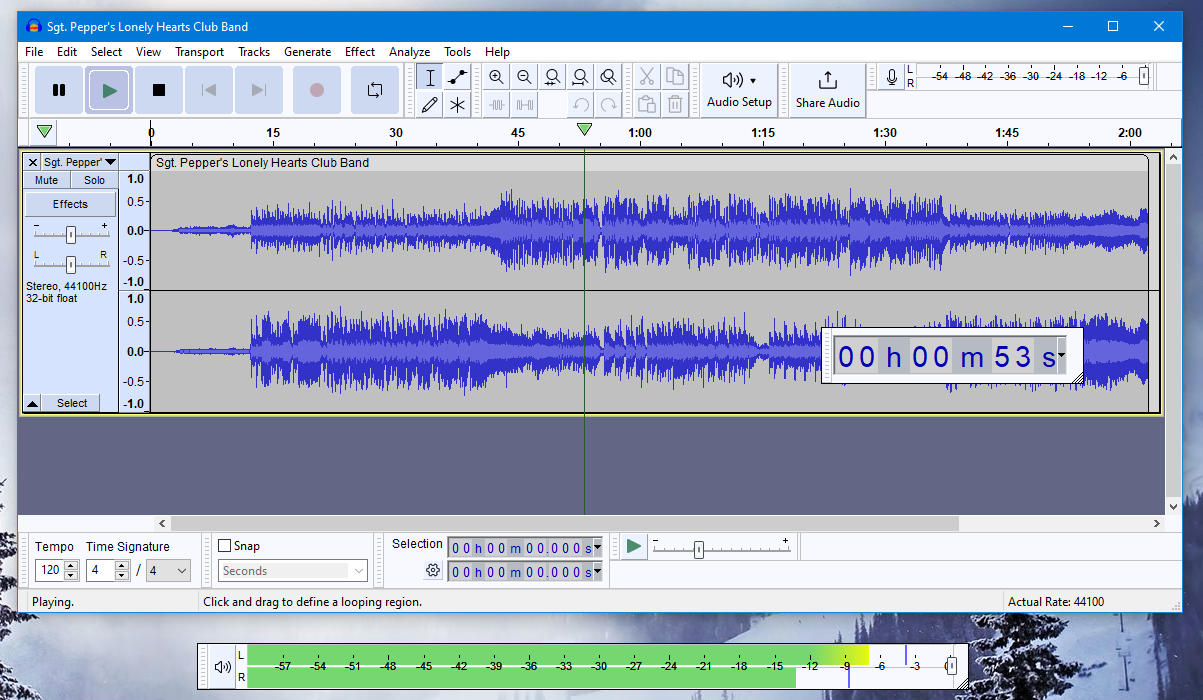 Sgt. Pepper's Lonely Hearts Club Band
File Edit Select View Transport Tracks Generate Effect Analyze Tools Help
Audio Setup
Share Audio
L
R
-54 -48 -42 -36 -30 -24 -18 -12 -6
0 15 30 45 1:00 1:15 1:30 1:45 2:00
Sgt. Pepper'
Sgt. Pepper's Lonely Hearts Club Band
Mute Solo
Effects
- +
L R
Stereo, 44100Hz
32-bit float
Select
1.0
0.5-
0.0-
-0.5-
-1.0
1.0
0.5-
0.0-
-0.5-
-1.0
00 h 00 m 53 s
Tempo Time Signature
120 4 / 4
Snap
Seconds
Selection
00 h 00 m 00.000 s
00 h 00 m 00.000 s
- +
Playing.
Click and drag to define a looping region.
Actual Rate: 44100
L
R
-57 -54 -51 -48 -45 -42 -39 -36 -33 -30 -27 -24 -21 -18 -15 -12 -9 -6 -3 0